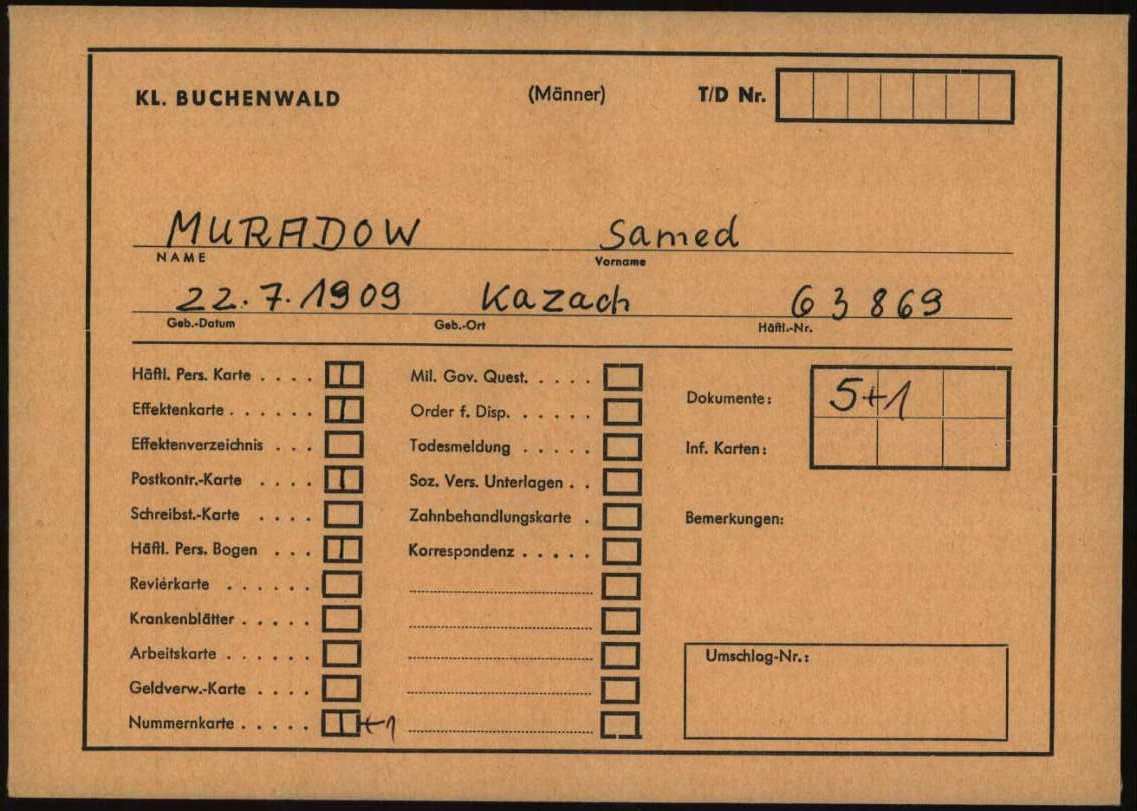 KL. BUCHENWALD (Männer) T/D Nr.
MURADOW Samed
NAME Vorname
22.7.1909 Kazach 63869
Geb.-Datum Geb.-Ort Häftl.-Nr.
Häftl. Pers. Karte . . . . | Mil. Gov. Quest. . . . . . Dokumente: 5+1
Effektenkarte . . . . . . | Order f. Disp. . . . . . .
Effektenverzeichnis . . . Todesmeldung . . . . . Inf. Karten:
Postkontr.-Karte . . . . | Soz. Vers. Unterlagen . .
Schreibst.-Karte . . . . Zahnbehandlungskarte . Bemerkungen:
Häftl. Pers. Bogen . . . | Korrespondenz . . . . .
Revierkarte . . . . . .
Krankenblätter . . . . .
Arbeitskarte . . . . . . Umschlag-Nr.:
Geldverw.-Karte . . . .
Nummernkarte . . . . . | +1